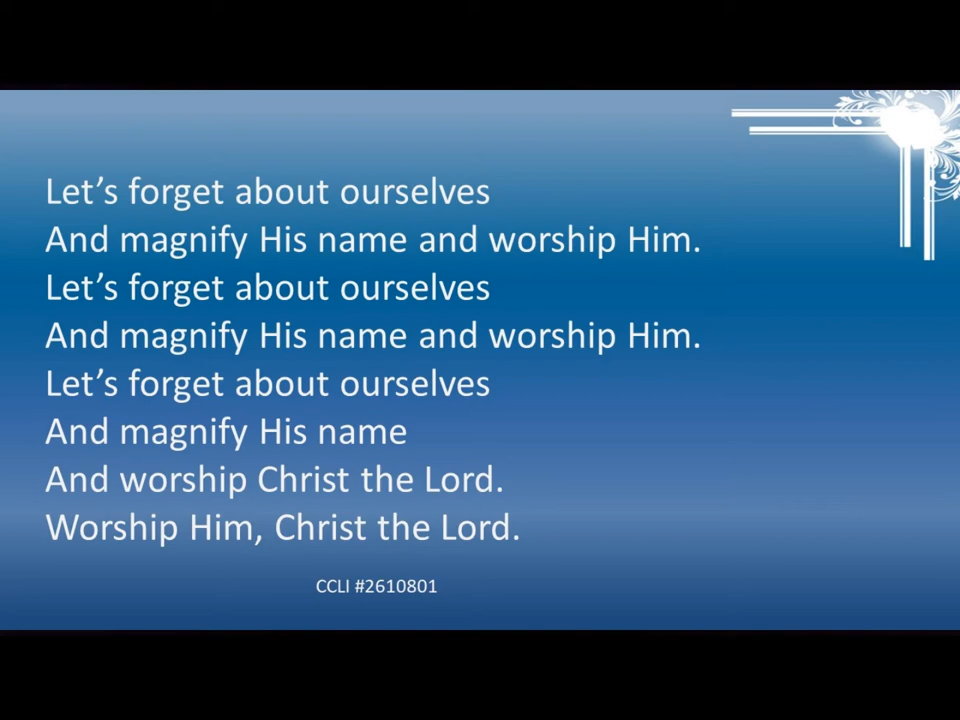 Let’s forget about ourselves
And magnify His name and worship Him.
Let’s forget about ourselves
And magnify His name and worship Him.
Let’s forget about ourselves
And magnify His name
And worship Christ the Lord.
Worship Him, Christ the Lord.
CCLI #2610801